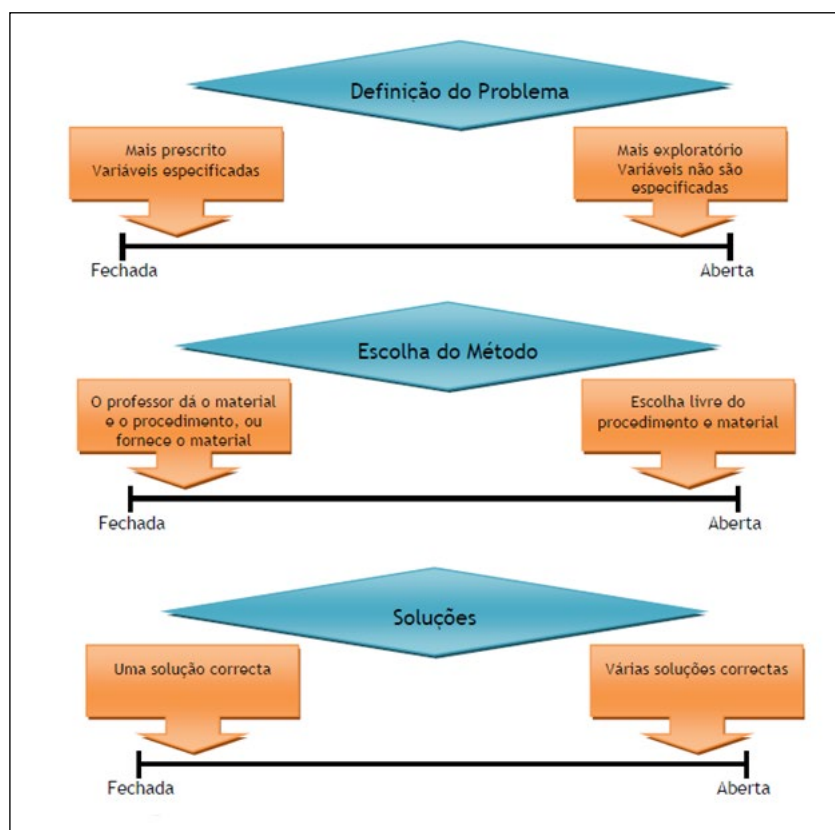 Definição do Problema
Mais prescrito
Variáveis especificadas
Mais exploratório
Variáveis não são
especificadas
Fechada
Aberta
Escolha do Método
O professor dá o material
e o procedimento, ou
fornece o material
Escolha livre do
procedimento e material
Fechada
Aberta
Soluções
Uma solução correcta
Várias soluções correctas
Fechada
Aberta